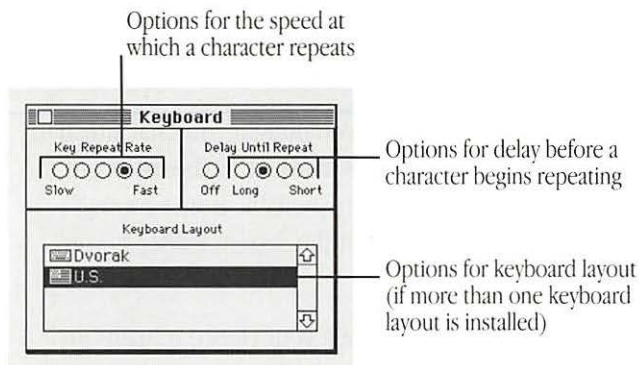 Options for the speed at
which a character repeats
Keyboard
Key Repeat Rate
Slow Fast
Delay Until Repeat
Off Long Short
Options for delay before a
character begins repeating
Keyboard Layout
Dvorak
U.S.
Options for keyboard layout
(if more than one keyboard
layout is installed)